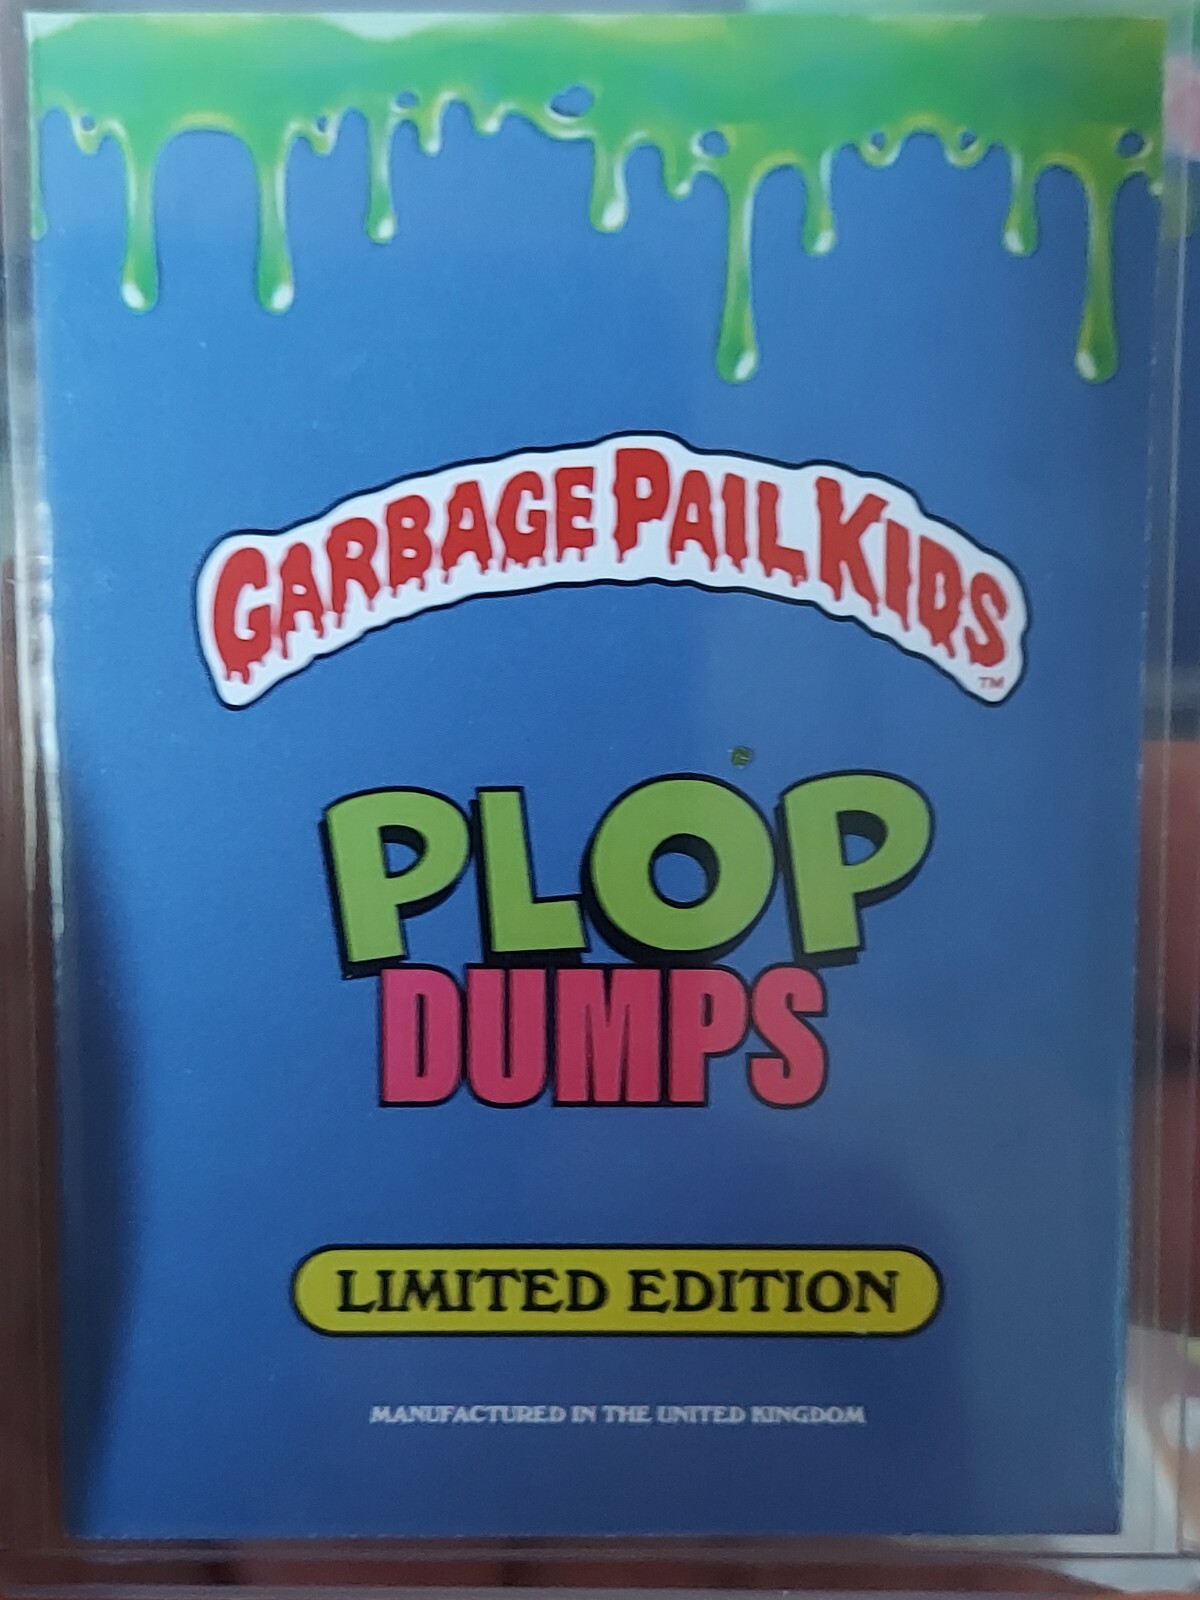 GARBAGE PAIL KIDS
TM
PLOP
DUMPS
LIMITED EDITION
MANUFACTURED IN THE UNITED KINGDOM